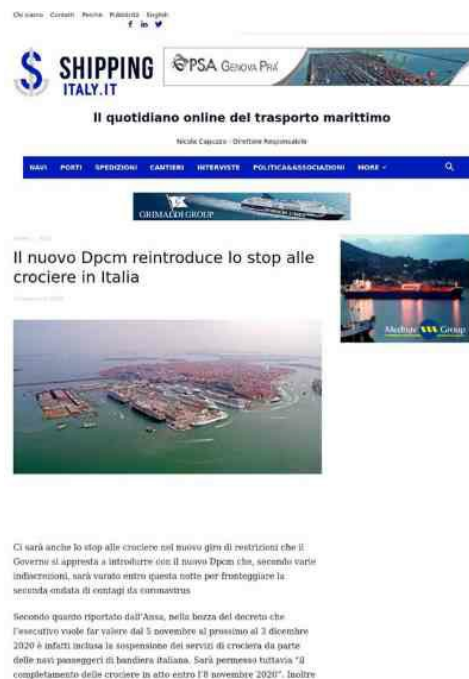 Chi siamo Contatti Perché Pubblicità English
SHIPPING
ITALY.IT
PSA GENOVA PRA'
Il quotidiano online del trasporto marittimo
Nicola Capuzzo - Direttore Responsabile
NAVI PORTI SPEDIZIONI CANTIERI INTERVISTE POLITICA&ASSOCIAZIONI MORE
GRIMALDI GROUP
Il nuovo Dpcm reintroduce lo stop alle
crociere in Italia
Medtug Group
Ci sarà anche lo stop alle crociere nel nuovo giro di restrizioni che il
Governo si appresta a introdurre con il nuovo Dpcm che, secondo varie
indiscrezioni, sarà varato entro questa notte per fronteggiare la
seconda ondata di contagi da coronavirus
Secondo quanto riportato dall'Ansa, nella bozza del decreto che
l'esecutivo vuole far valere dal 5 novembre al prossimo al 3 dicembre
2020 è infatti inclusa la sospensione dei servizi di crociera da parte
delle navi passeggeri di bandiera italiana. Sarà permesso tuttavia "il
completamento delle crociere in atto entro l'8 novembre 2020". Inoltre